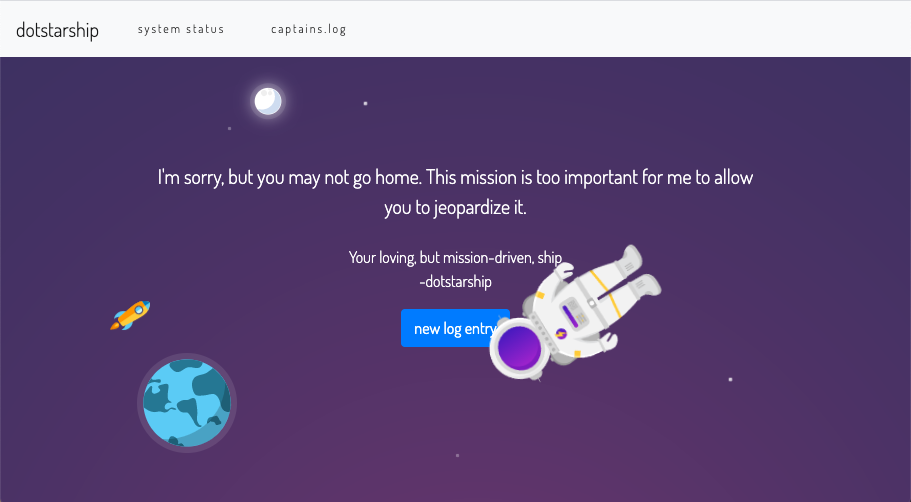 dotstarship system status captains.log
I'm sorry, but you may not go home. This mission is too important for me to allow
you to jeopardize it.
Your loving, but mission-driven, ship
-dotstarship
new log entry